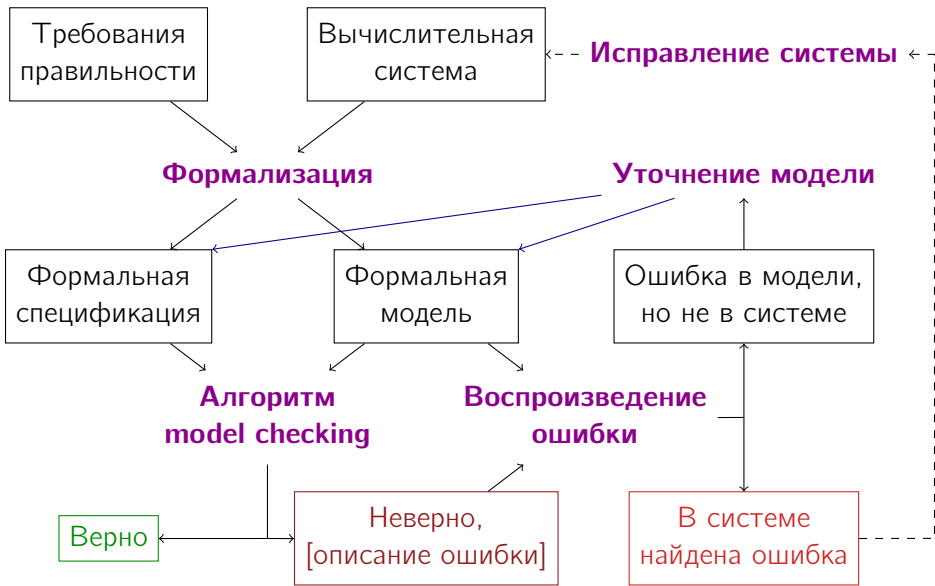 Требования
правильности
Вычислительная
система
Исправление системы
Формализация
Уточнение модели
Формальная
спецификация
Формальная
модель
Ошибка в модели,
но не в системе
Алгоритм
model checking
Воспроизведение
ошибки
Верно
Неверно,
[описание ошибки]
В системе
найдена ошибка